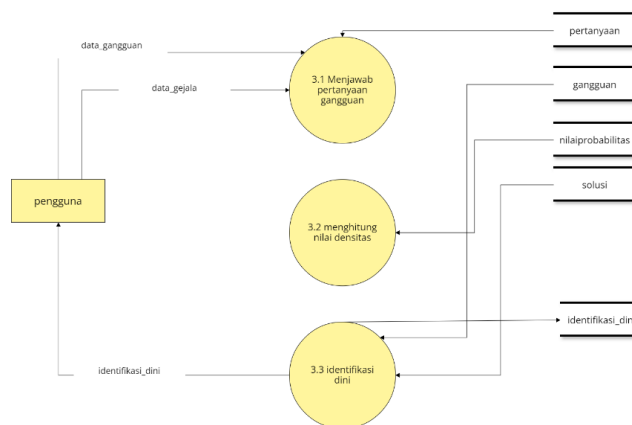 data_gangguan
pertanyaan
3.1 Menjawab
pertanyaan
gangguan
data_gejala
gangguan
nilaiprobabilitas
solusi
pengguna
3.2 menghitung
nilai densitas
identifikasi_din
identifikasi_dini
3.3 identifikasi
dini